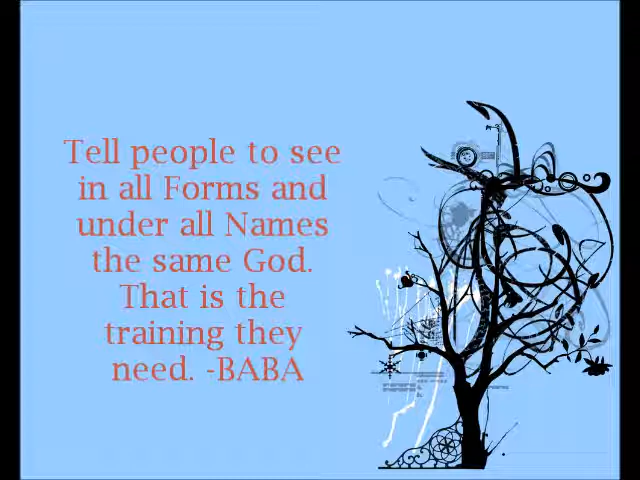 Tell people to see
in all Forms and
under all Names
the same God.
That is the
training they
need. -BABA